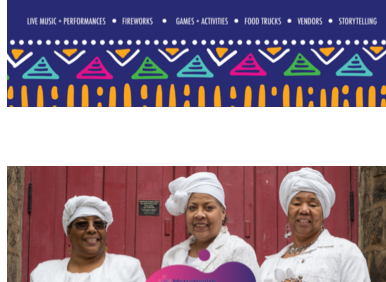 LIVE MUSIC + PERFORMANCES • FIREWORKS • GAMES + ACTIVITIES • FOOD TRUCKS • VENDORS • STORYTELLING